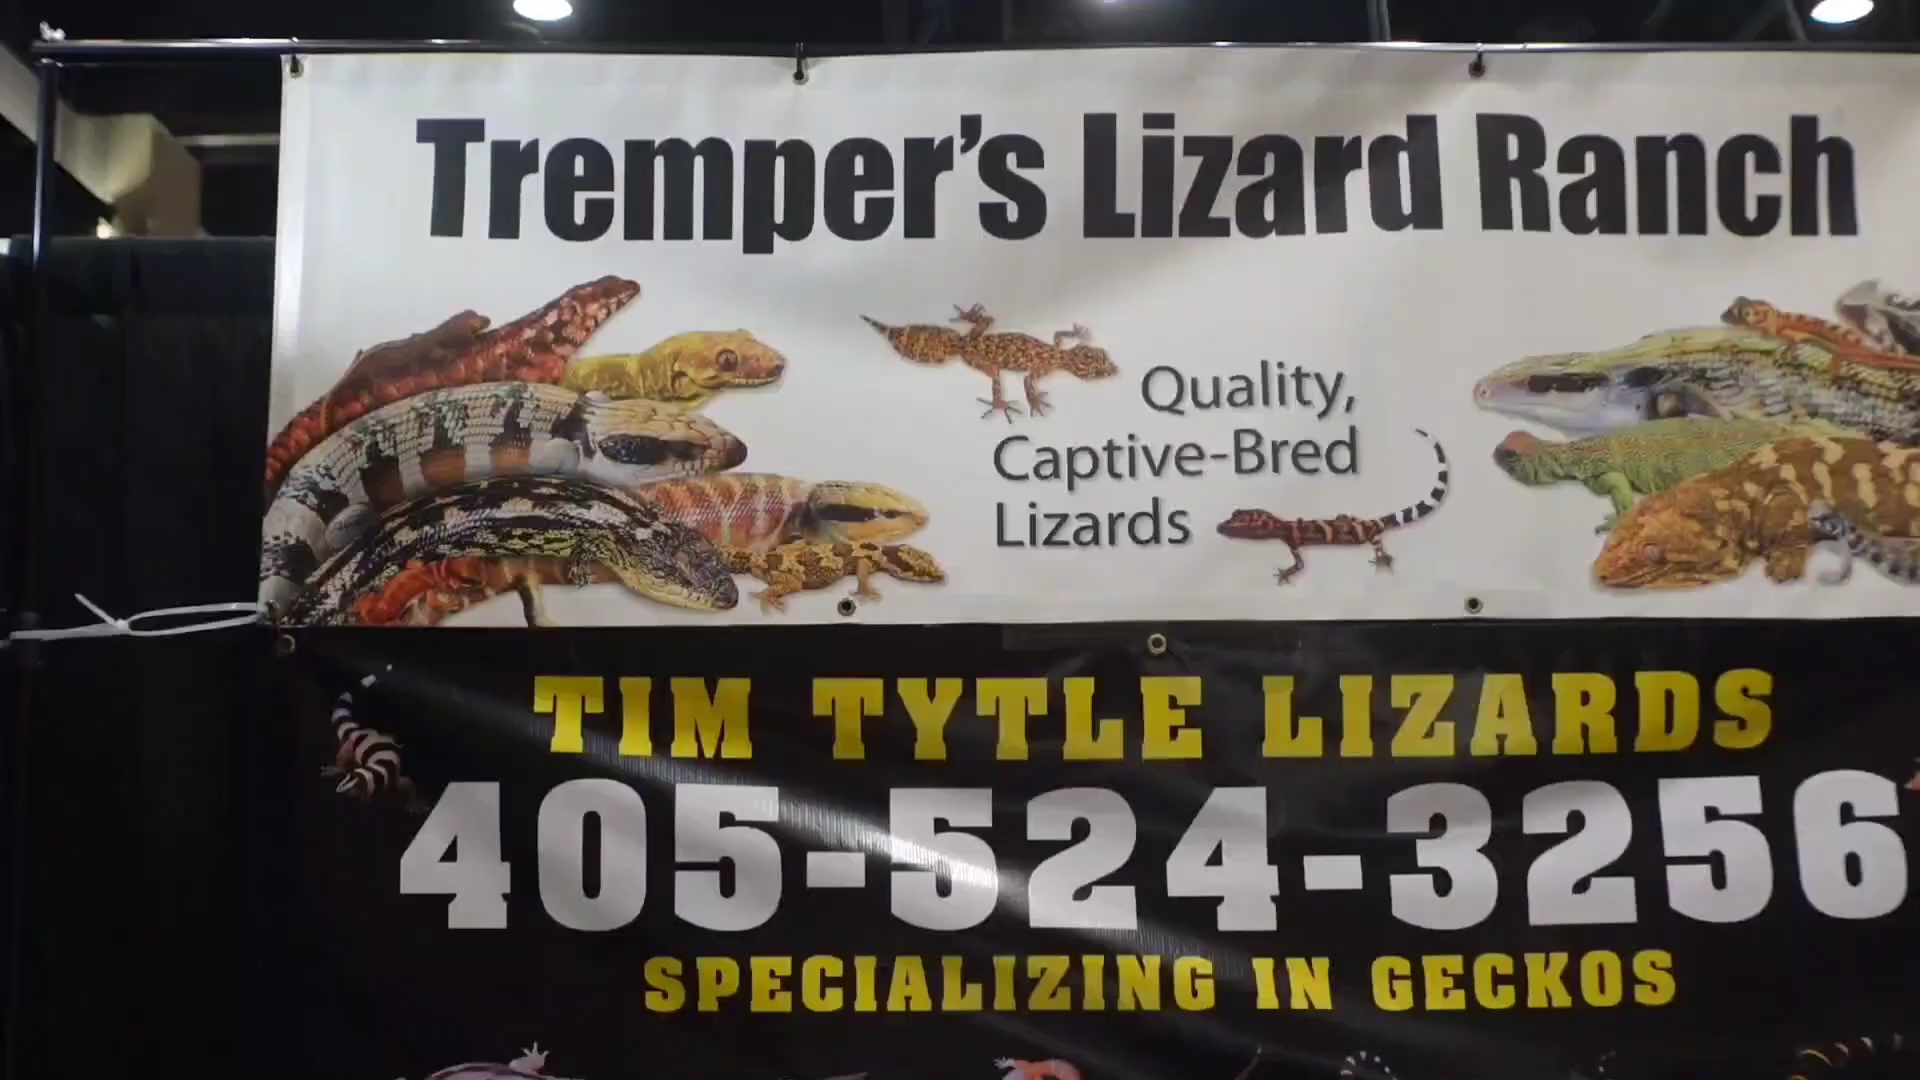 Tremper's Lizard Ranch
Quality,
Captive-Bred
Lizards
TIM TYTLE LIZARDS
405-524-3256
SPECIALIZING IN GECKOS